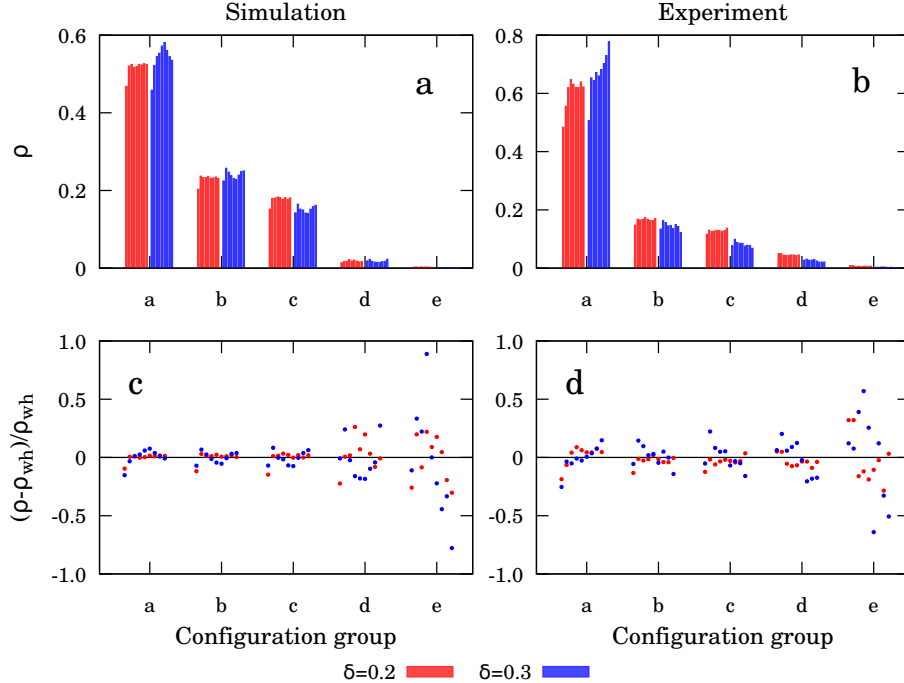 Simulation
Experiment
0.6
0.4
0.2
0
ρ
a
a b c d e
0.8
0.6
0.4
0.2
0
b
a b c d e
1.0
0.5
0
-0.5
-1.0
(ρ-ρwh)/ρwh
c
a b c d e
Configuration group
1.0
0.5
0
-0.5
-1.0
d
a b c d e
Configuration group
δ=0.2 δ=0.3